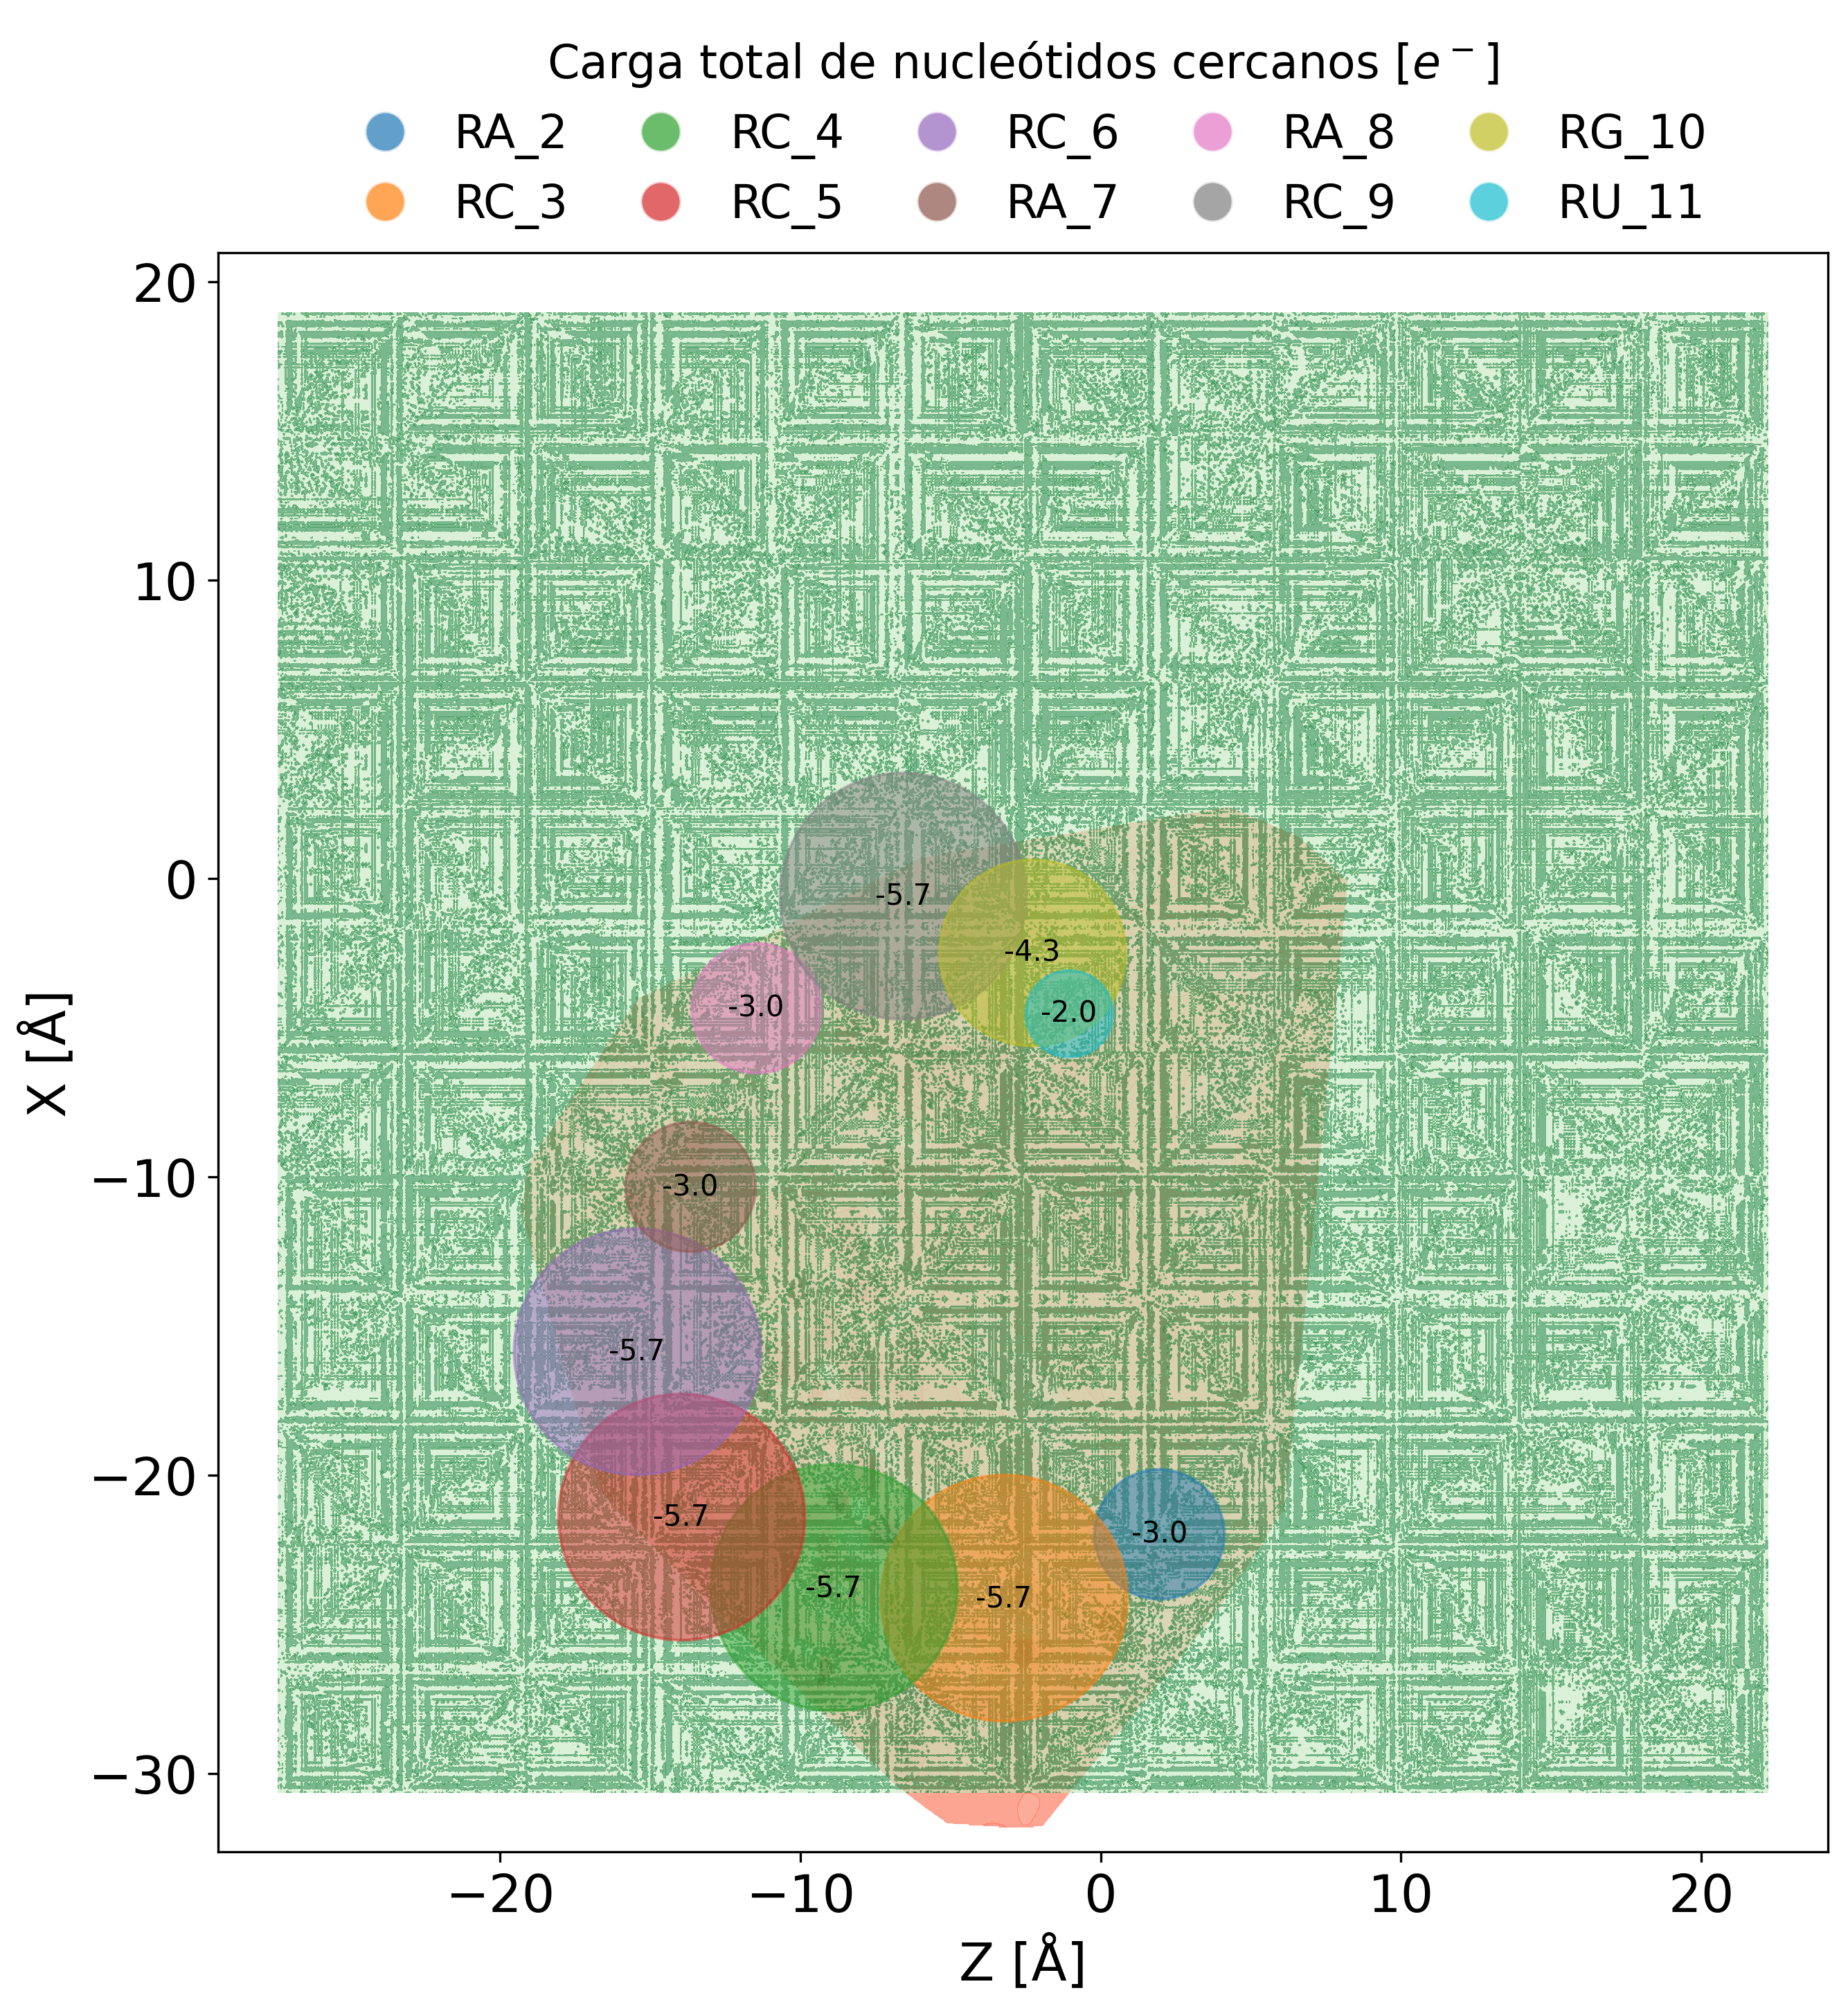 Carga total de nucleótidos cercanos [e⁻]
RA_2 RC_4 RC_6 RA_8 RG_10
RC_3 RC_5 RA_7 RC_9 RU_11
20
10
0
−10
−20
−30
X [Å]
-5.7
-4.3
-3.0
-2.0
-3.0
-5.7
-5.7
-3.0
-5.7
-5.7
−20 −10 0 10 20
Z [Å]